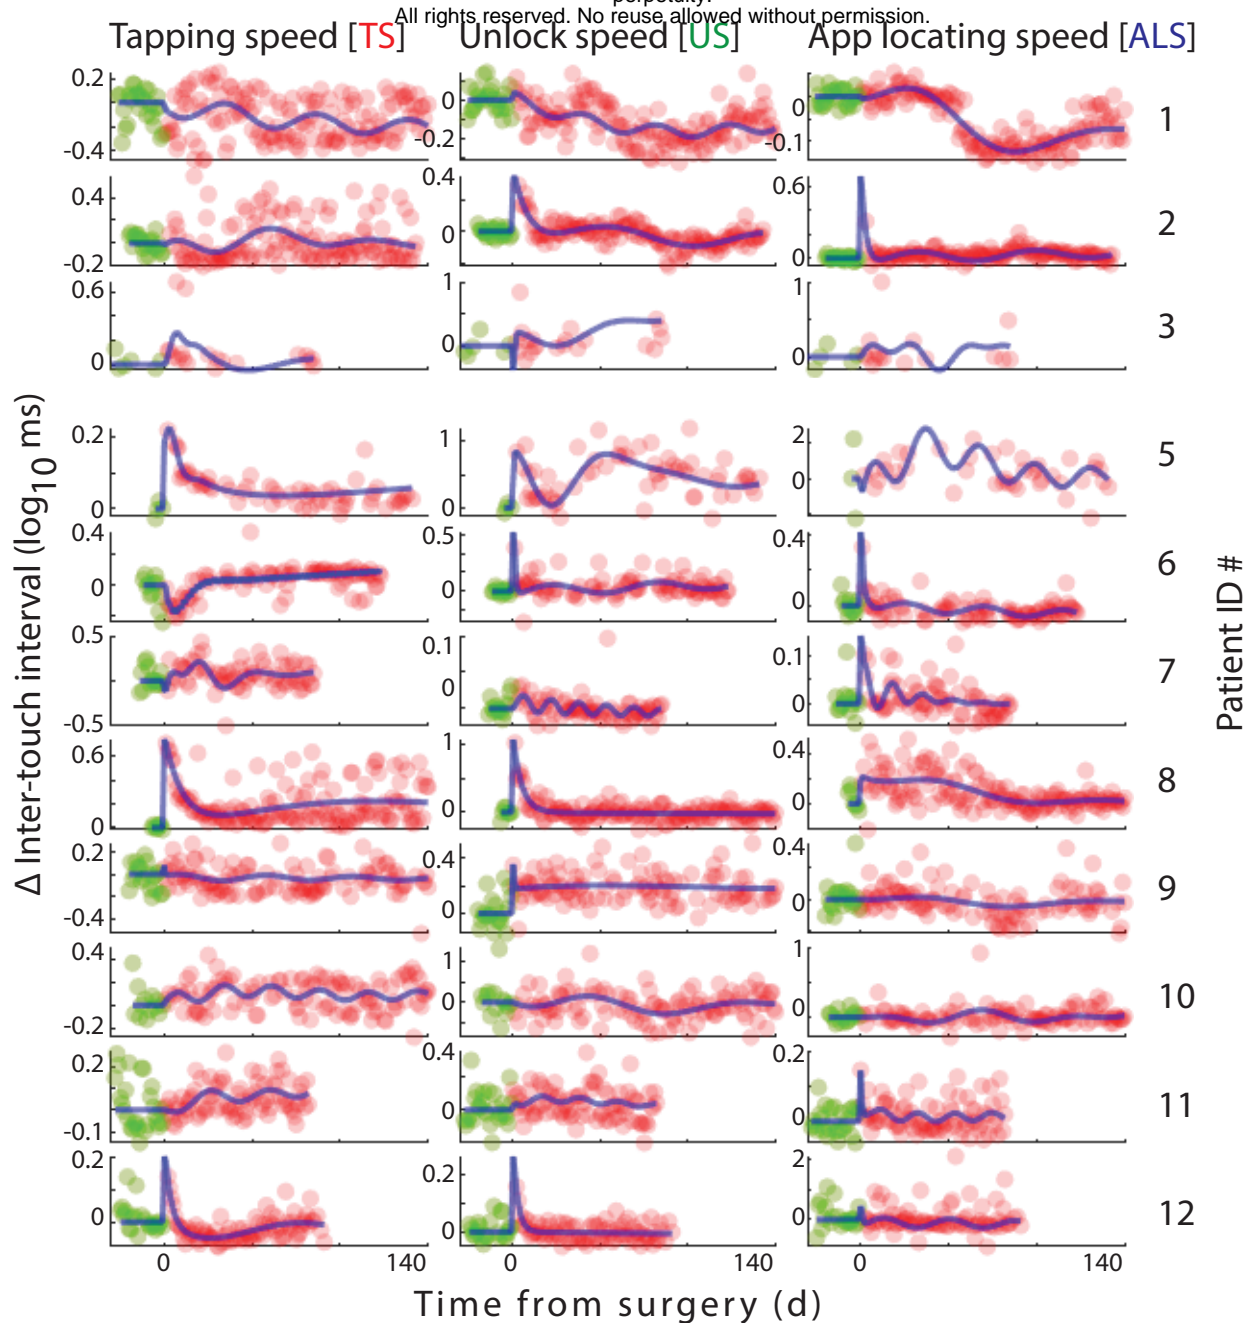 perpetuity.
All rights reserved. No reuse allowed without permission.
Tapping speed [TS] Unlock speed [US] App locating speed [ALS]
0.2 -0.4 0 -0.2 0 -0.1 1
0.4 -0.2 0.4 0 0.6 0 2
0.6 0 1 0 1 0 3
0.2 0 1 0 2 0 5
0.4 0 0.5 0 0.4 0 6
0.5 -0.5 0.1 0 0.1 0 7
0.6 0 1 0 0.4 0 8
0.2 -0.4 0.4 0 0.4 0 9
0.4 -0.2 1 0 1 0 10
0.2 -0.1 0.4 0 0.2 0 11
0.2 0 0.2 0 2 0 12
0 140 0 140 0 140
Time from surgery (d)
Δ Inter-touch interval (log10 ms)
Patient ID #